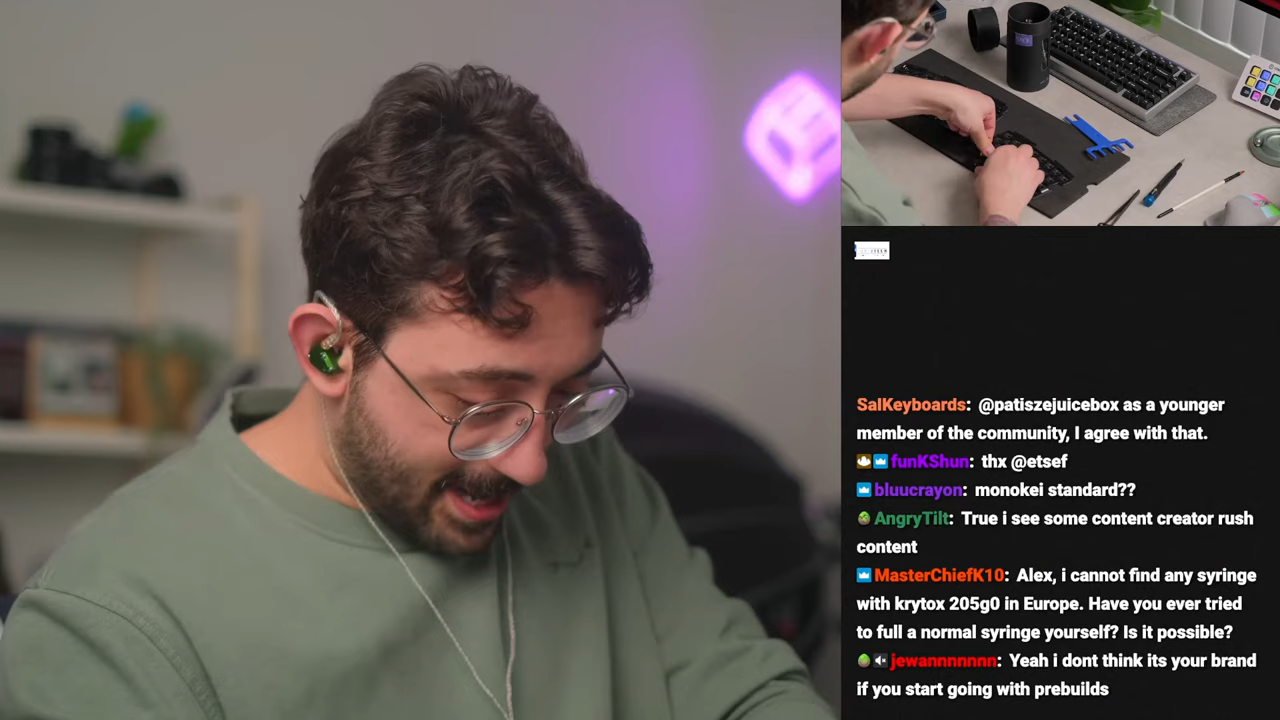 SalKeyboards: @patiszejuicebox as a younger
member of the community, I agree with that.
funKShun: thx @etsef
bluucrayon: monokei standard??
AngryTilt: True i see some content creator rush
content
MasterChiefK10: Alex, i cannot find any syringe
with krytox 205g0 in Europe. Have you ever tried
to full a normal syringe yourself? Is it possible?
jewannnnnnn: Yeah i dont think its your brand
if you start going with prebuilds